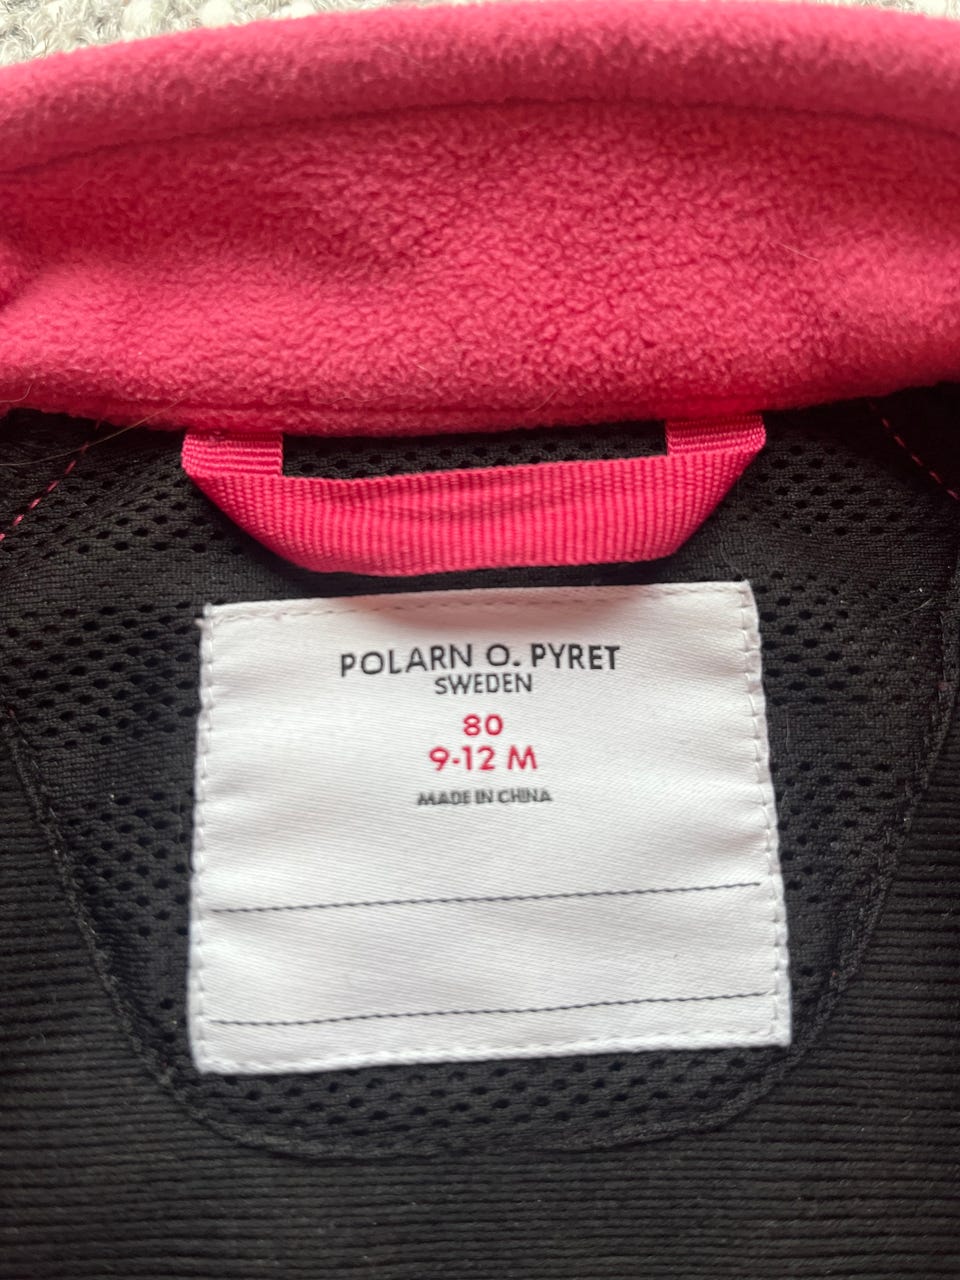 POLARN O. PYRET
SWEDEN
80
9-12 M
MADE IN CHINA